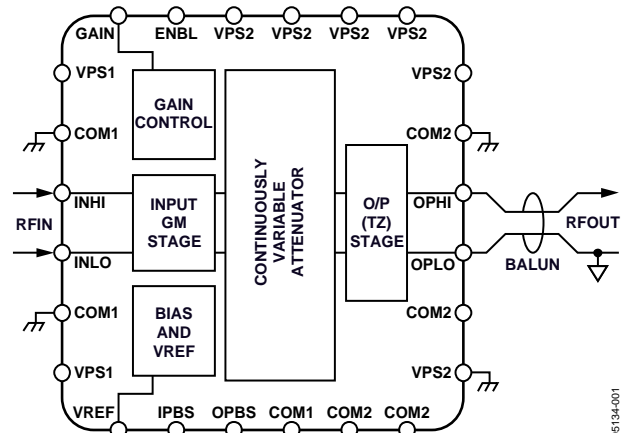 GAIN ENBL VPS2 VPS2 VPS2 VPS2
VPS1
VPS2
GAIN
CONTROL
COM1
COM2
CONTINUOUSLY
VARIABLE
ATTENUATOR
INHI
RFIN
INLO
INPUT
GM
STAGE
O/P
(TZ)
STAGE
OPHI
OPLO
RFOUT
BALUN
COM1
COM2
BIAS
AND
VREF
VPS1
VPS2
VREF IPBS OPBS COM1 COM2 COM2
05134-001